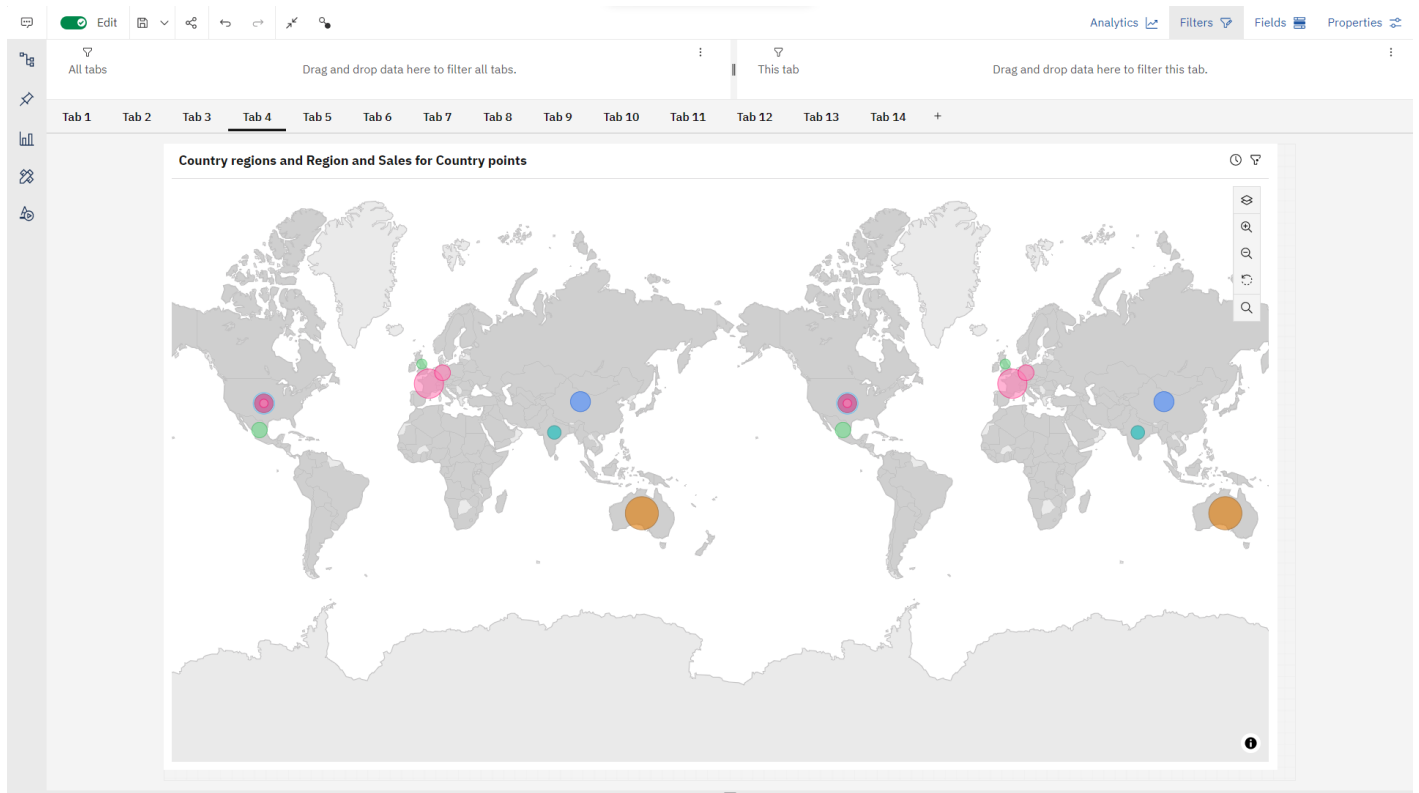 Edit
Analytics
Filters
Fields
Properties
All tabs
Drag and drop data here to filter all tabs.
This tab
Drag and drop data here to filter this tab.
Tab 1
Tab 2
Tab 3
Tab 4
Tab 5
Tab 6
Tab 7
Tab 8
Tab 9
Tab 10
Tab 11
Tab 12
Tab 13
Tab 14
+
Country regions and Region and Sales for Country points